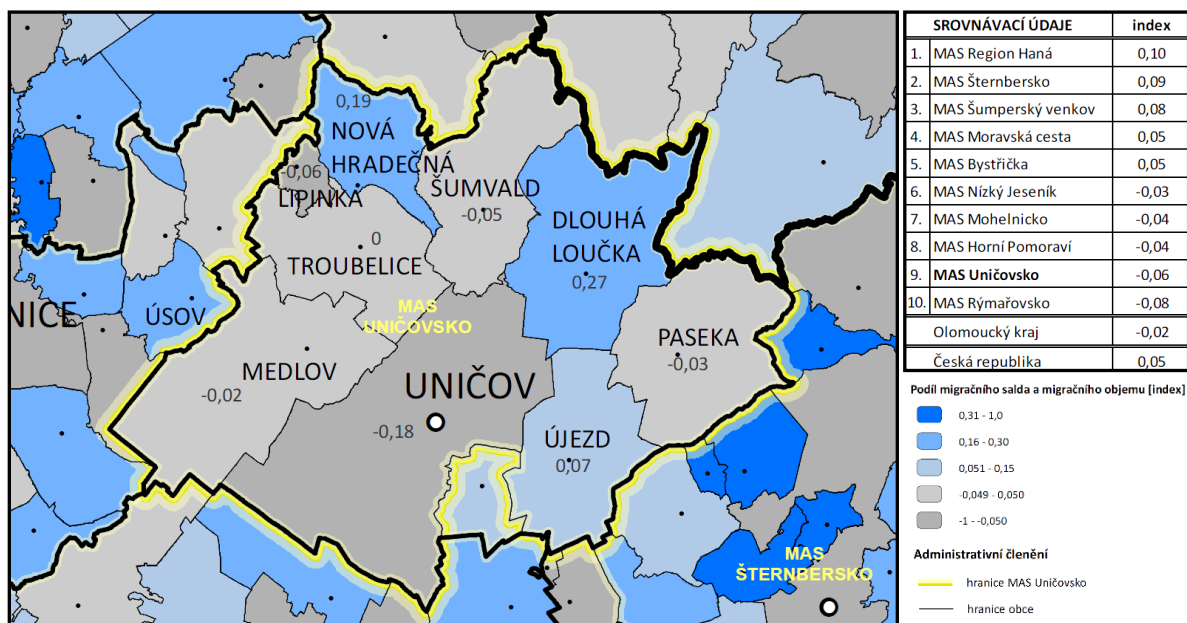 0,19
NOVÁ
HRADEČNÁ
-0,06
LIPINKA
ŠUMVALD
-0,05
DLOUHÁ
LOUČKA
0,27
0
TROUBELICE
NICE
ÚSOV
MAS
UNIČOVSKO
PASEKA
-0,03
MEDLOV
-0,02
UNIČOV
-0,18
ÚJEZD
0,07
MAS
ŠTERNBERSKO
SROVNÁVACÍ ÚDAJE index
1. MAS Region Haná 0,10
2. MAS Šternbersko 0,09
3. MAS Šumperský venkov 0,08
4. MAS Moravská cesta 0,05
5. MAS Bystřička 0,05
6. MAS Nízký Jeseník -0,03
7. MAS Mohelnicko -0,04
8. MAS Horní Pomoraví -0,04
9. MAS Uničovsko -0,06
10. MAS Rýmařovsko -0,08
Olomoucký kraj -0,02
Česká republika 0,05
Podíl migračního salda a migračního objemu [index]
0,31 - 1,0
0,16 - 0,30
0,051 - 0,15
-0,049 - 0,050
-1 - -0,050
Administrativní členění
hranice MAS Uničovsko
hranice obce